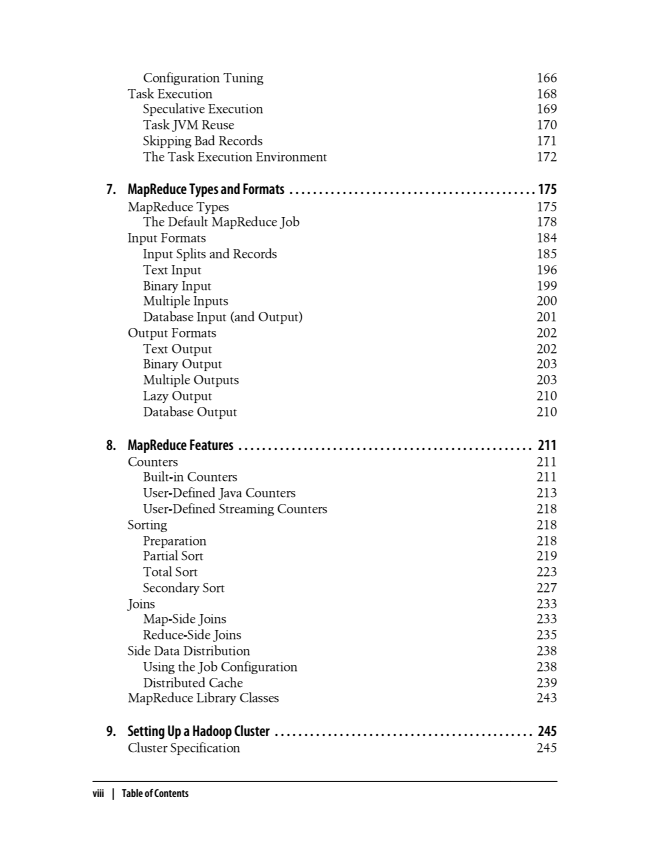 Configuration Tuning 166
Task Execution 168
Speculative Execution 169
Task JVM Reuse 170
Skipping Bad Records 171
The Task Execution Environment 172
7. MapReduce Types and Formats . . . . . . . . . . . . . . . . . . . . . . . . . . . . . . . . . . . . . . . . . . 175
MapReduce Types 175
The Default MapReduce Job 178
Input Formats 184
Input Splits and Records 185
Text Input 196
Binary Input 199
Multiple Inputs 200
Database Input (and Output) 201
Output Formats 202
Text Output 202
Binary Output 203
Multiple Outputs 203
Lazy Output 210
Database Output 210
8. MapReduce Features . . . . . . . . . . . . . . . . . . . . . . . . . . . . . . . . . . . . . . . . . . . . . . . . . . 211
Counters 211
Built-in Counters 211
User-Defined Java Counters 213
User-Defined Streaming Counters 218
Sorting 218
Preparation 218
Partial Sort 219
Total Sort 223
Secondary Sort 227
Joins 233
Map-Side Joins 233
Reduce-Side Joins 235
Side Data Distribution 238
Using the Job Configuration 238
Distributed Cache 239
MapReduce Library Classes 243
9. Setting Up a Hadoop Cluster . . . . . . . . . . . . . . . . . . . . . . . . . . . . . . . . . . . . . . . . . . . . 245
Cluster Specification 245
viii | Table of Contents